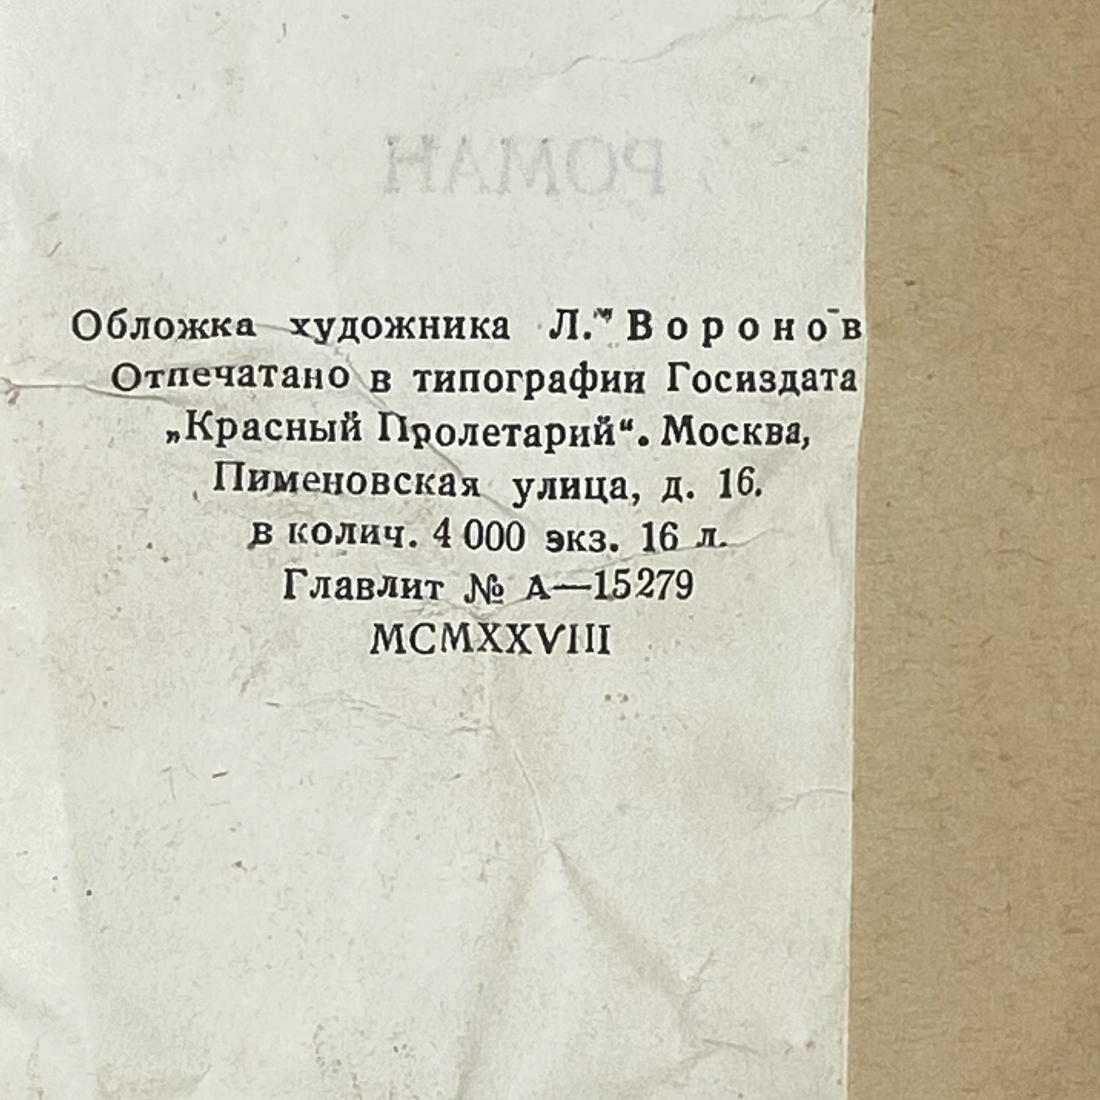 РОМАН
Обложка художника Л. Воронов
Отпечатано в типографии Госиздата
„Красный Пролетарий“. Москва,
Пименовская улица, д. 16.
в колич. 4 000 экз. 16 л.
Главлит № А—15279
MCMXXVIII